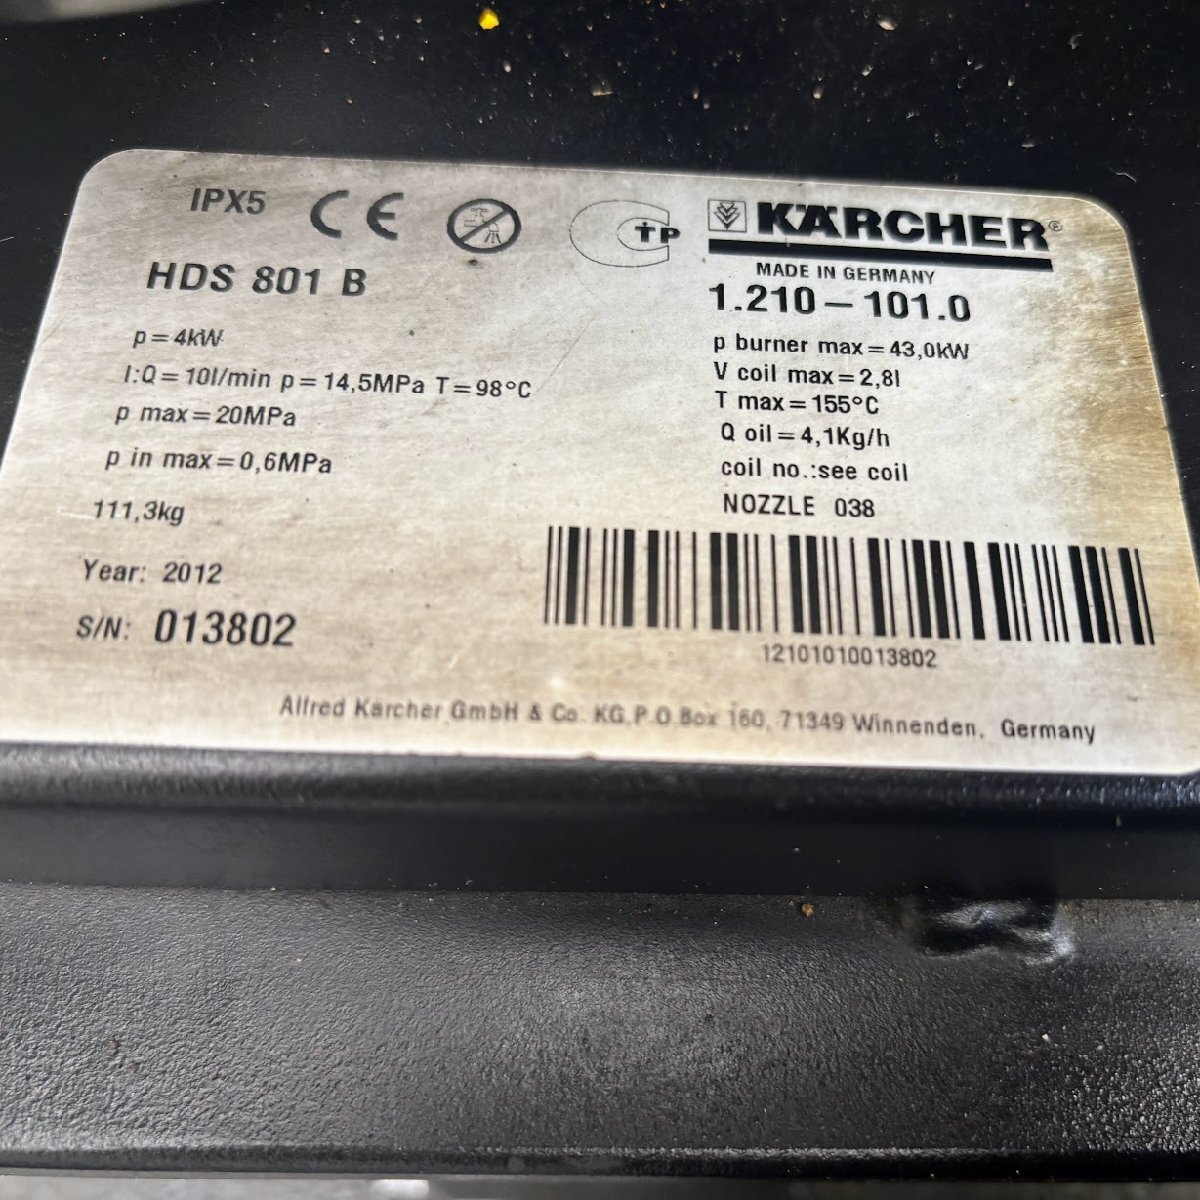 IPX5 CE
KÄRCHER®
MADE IN GERMANY
HDS 801 B
1.210-101.0
p=4kW
I:Q=10l/min p=14,5MPa T=98°C
p max=20MPa
p in max=0,6MPa
111,3kg
Year: 2012
S/N: 013802
p burner max=43,0kW
V coil max=2,8l
T max=155°C
Q oil=4,1Kg/h
coil no.:see coil
NOZZLE 038
12101010013802
Alfred Kärcher GmbH & Co. KG P.O.Box 160, 71349 Winnenden, Germany